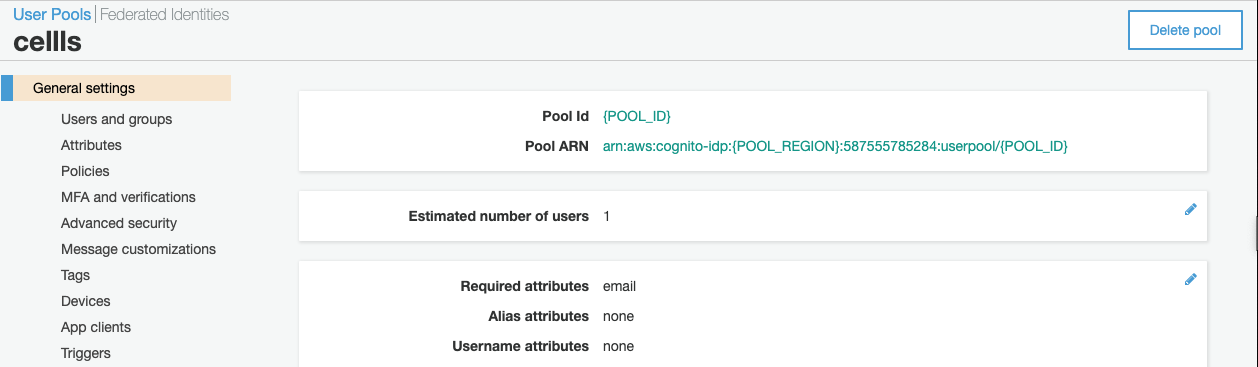 User Pools | Federated Identities
cellls
Delete pool
General settings
Users and groups
Attributes
Policies
MFA and verifications
Advanced security
Message customizations
Tags
Devices
App clients
Triggers
Pool Id {POOL_ID}
Pool ARN arn:aws:cognito-idp:{POOL_REGION}:587555785284:userpool/{POOL_ID}
Estimated number of users 1
Required attributes email
Alias attributes none
Username attributes none